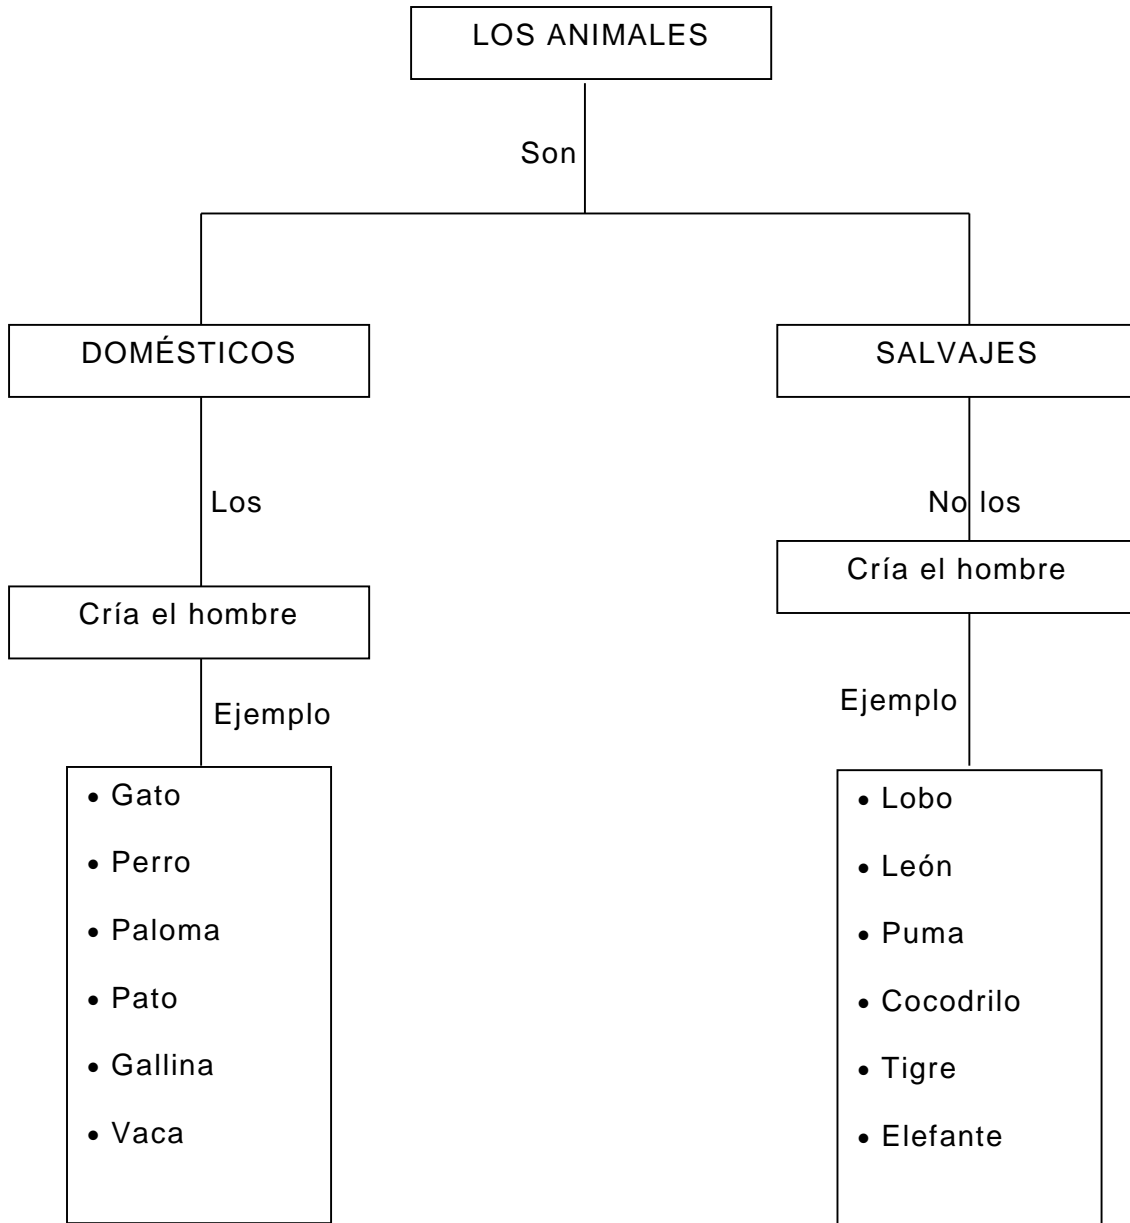 LOS ANIMALES
Son
DOMÉSTICOS
SALVAJES
Los
No los
Cría el hombre
Cría el hombre
Ejemplo
Ejemplo
• Gato
• Perro
• Paloma
• Pato
• Gallina
• Vaca
• Lobo
• León
• Puma
• Cocodrilo
• Tigre
• Elefante